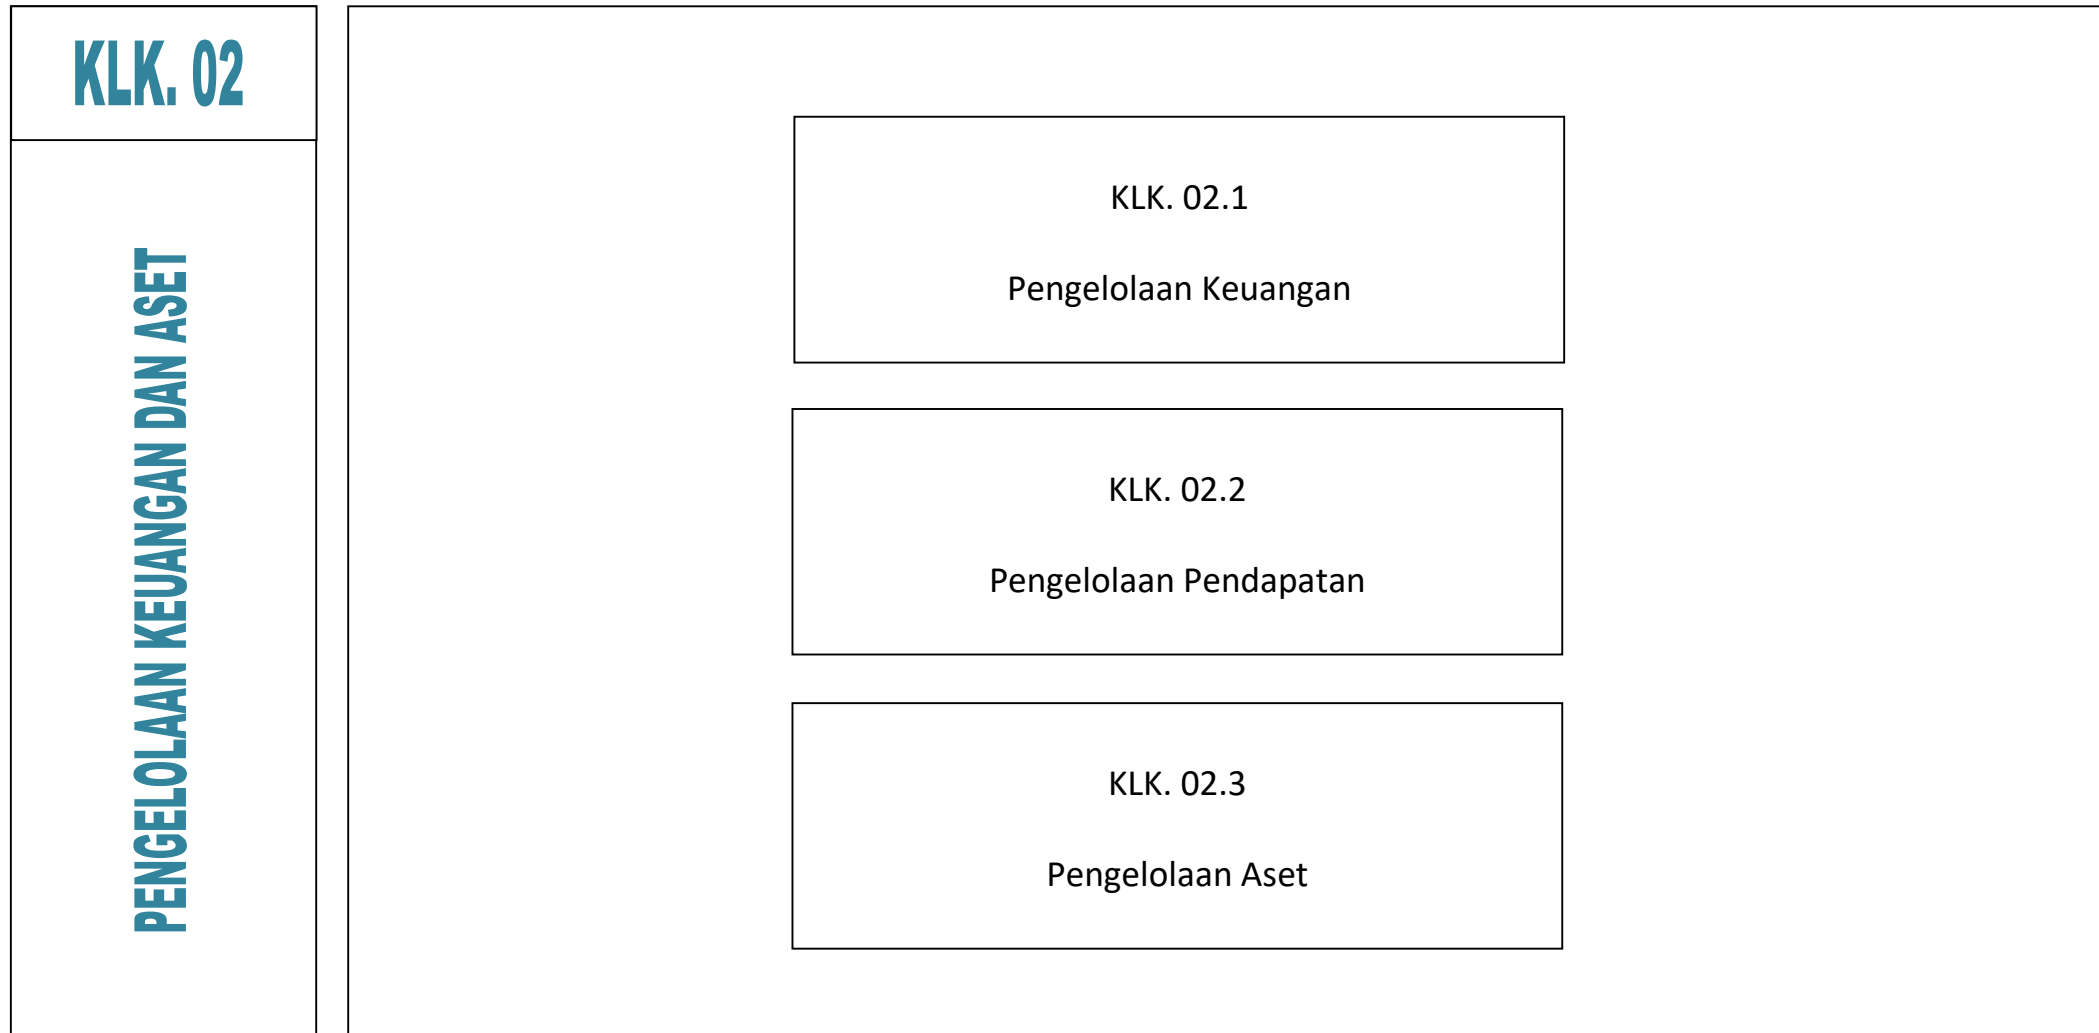 KLK. 02
PENGELOLAAN KEUANGAN DAN ASET
KLK. 02.1
Pengelolaan Keuangan
KLK. 02.2
Pengelolaan Pendapatan
KLK. 02.3
Pengelolaan Aset